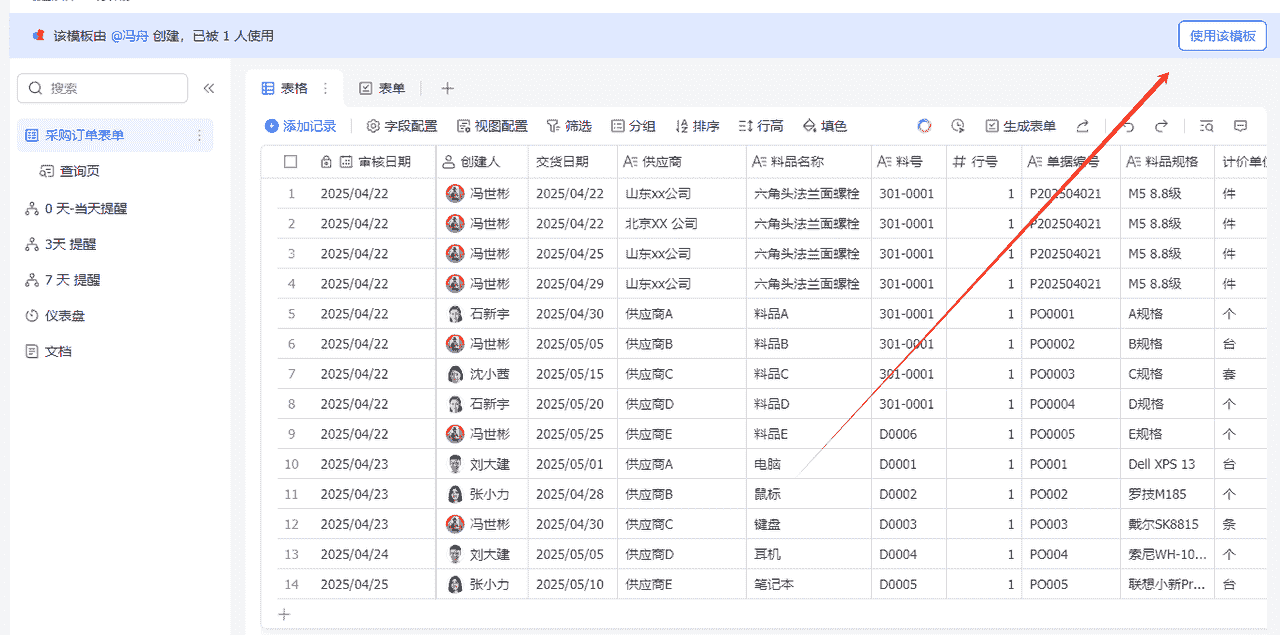 该模板由 @冯舟 创建，已被 1 人使用
使用该模板
搜索
采购订单表单
查询页
0 天-当天提醒
3天 提醒
7 天 提醒
仪表盘
文档
表格 表单
添加记录 字段配置 视图配置 筛选 分组 排序 行高 填色 生成表单
审核日期 创建人 交货日期 供应商 料品名称 料号 行号 单据编号 料品规格 计价单位
1 2025/04/22 冯世彬 2025/04/22 山东xx公司 六角头法兰面螺栓 301-0001 1 P202504021 M5 8.8级 件
2 2025/04/22 冯世彬 2025/04/22 北京XX 公司 六角头法兰面螺栓 301-0001 1 P202504021 M5 8.8级 件
3 2025/04/22 冯世彬 2025/04/25 山东xx公司 六角头法兰面螺栓 301-0001 1 P202504021 M5 8.8级 件
4 2025/04/22 冯世彬 2025/04/29 山东xx公司 六角头法兰面螺栓 301-0001 1 P202504021 M5 8.8级 件
5 2025/04/22 石新宇 2025/04/30 供应商A 料品A 301-0001 1 PO0001 A规格 个
6 2025/04/22 冯世彬 2025/05/05 供应商B 料品B 301-0001 1 PO0002 B规格 台
7 2025/04/22 沈小茜 2025/05/15 供应商C 料品C 301-0001 1 PO0003 C规格 套
8 2025/04/22 石新宇 2025/05/20 供应商D 料品D 301-0001 1 PO0004 D规格 个
9 2025/04/22 冯世彬 2025/05/25 供应商E 料品E D0006 1 PO0005 E规格 个
10 2025/04/23 刘大建 2025/05/01 供应商A 电脑 D0001 1 PO001 Dell XPS 13 台
11 2025/04/23 张小力 2025/04/28 供应商B 鼠标 D0002 1 PO002 罗技M185 个
12 2025/04/23 冯世彬 2025/04/30 供应商C 键盘 D0003 1 PO003 戴尔SK8815 条
13 2025/04/24 刘大建 2025/05/05 供应商D 耳机 D0004 1 PO004 索尼WH-10... 个
14 2025/04/25 张小力 2025/05/10 供应商E 笔记本 D0005 1 PO005 联想小新Pr... 台